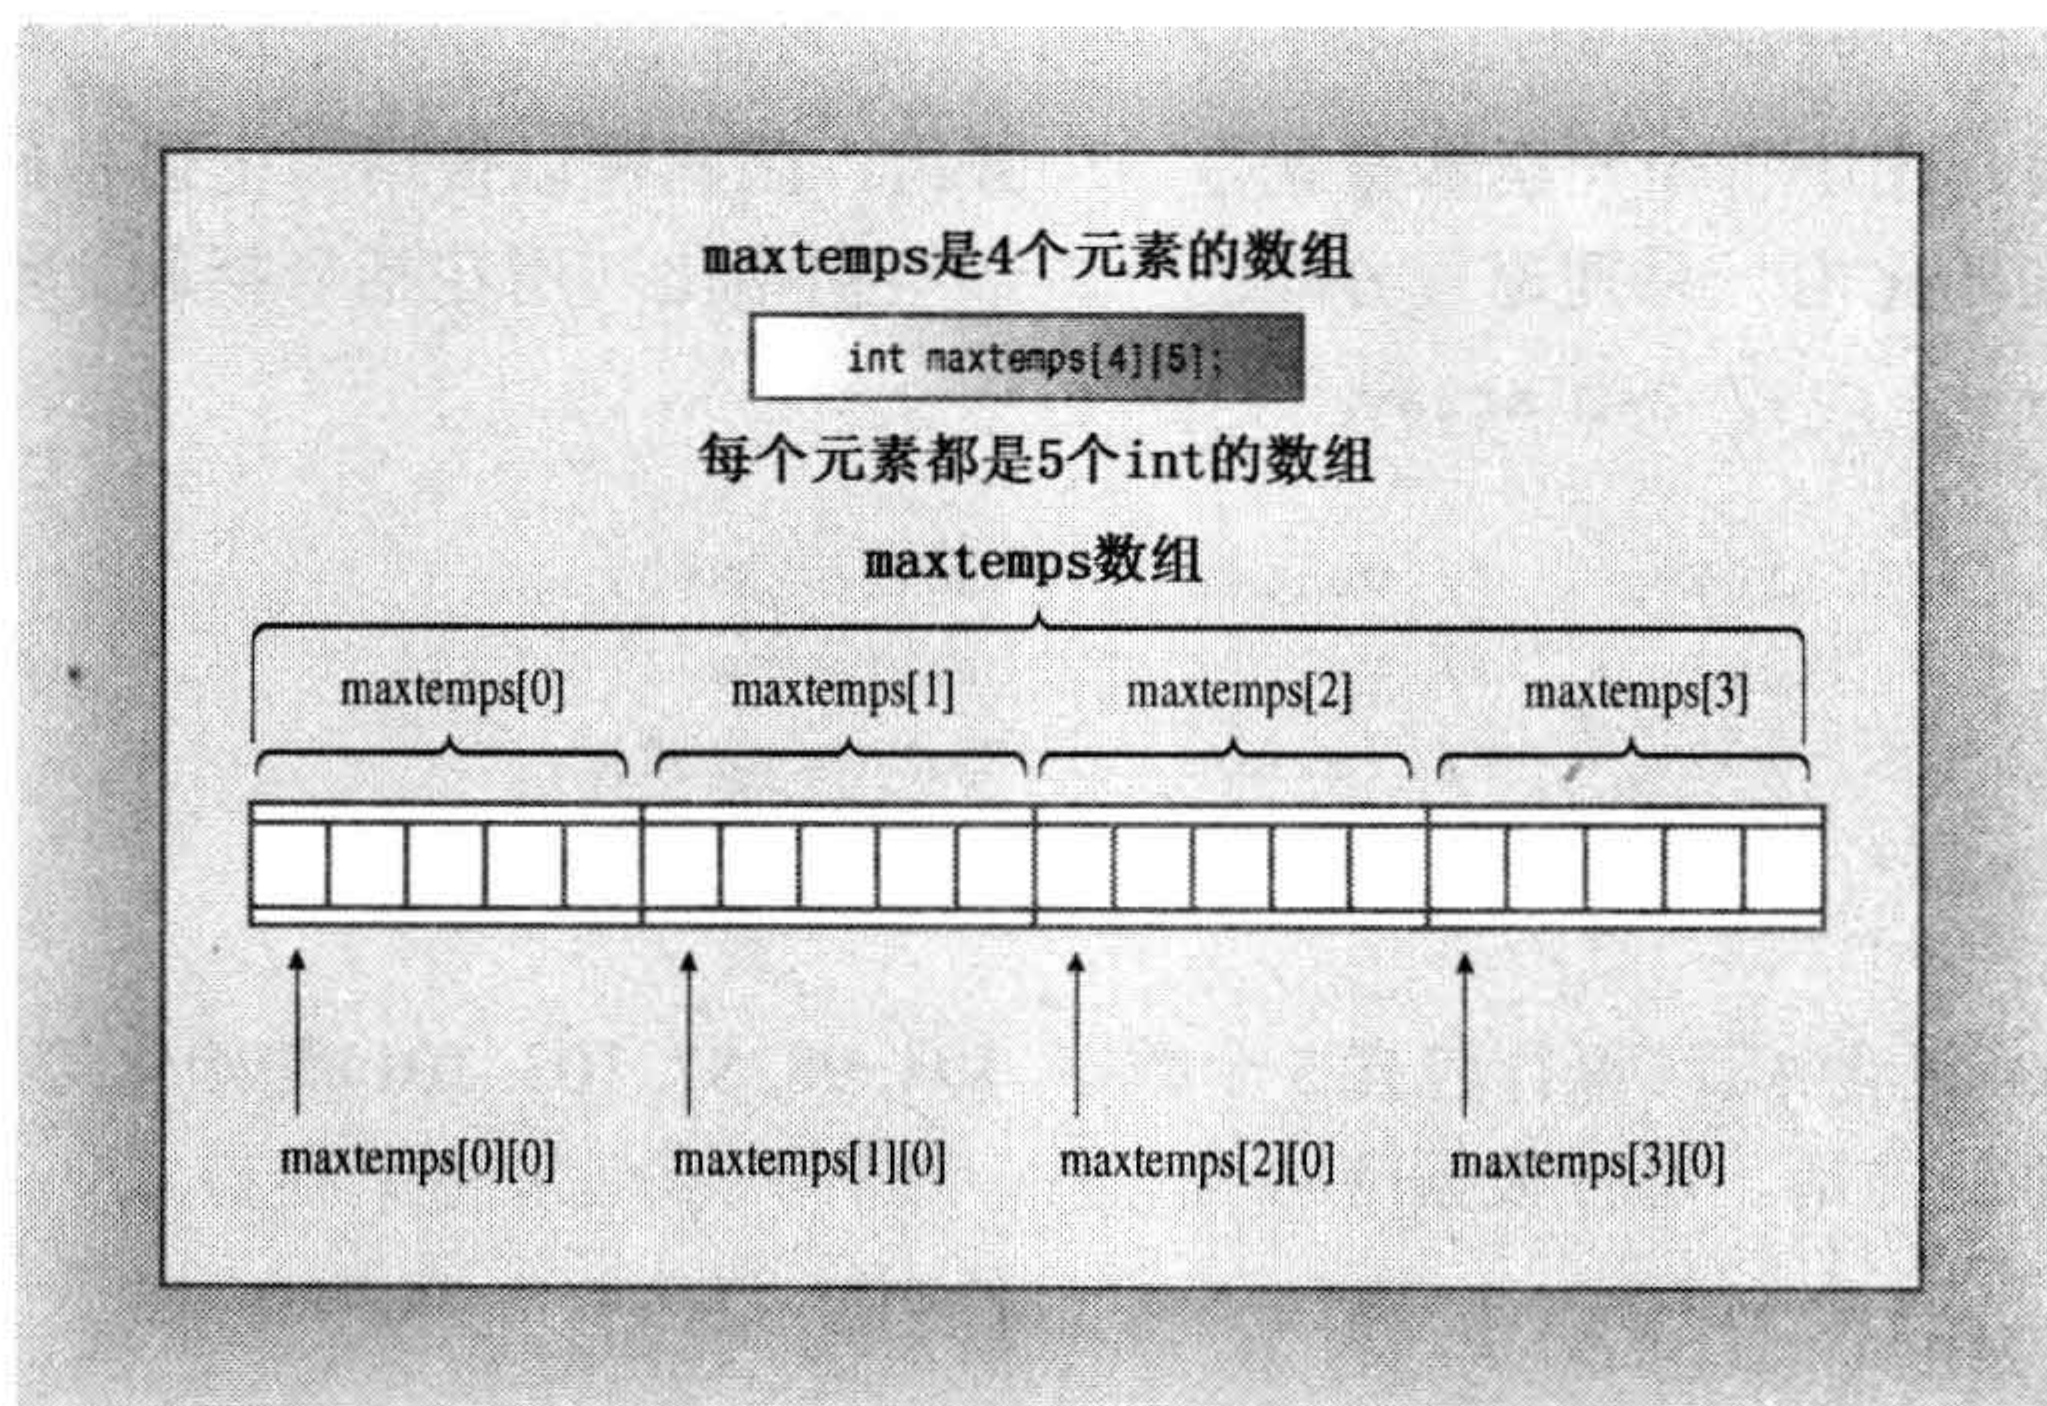 maxtemps是4个元素的数组
int maxtemps[4][5];
每个元素都是5个int的数组
maxtemps数组
maxtemps[0] maxtemps[1] maxtemps[2] maxtemps[3]
maxtemps[0][0] maxtemps[1][0] maxtemps[2][0] maxtemps[3][0]